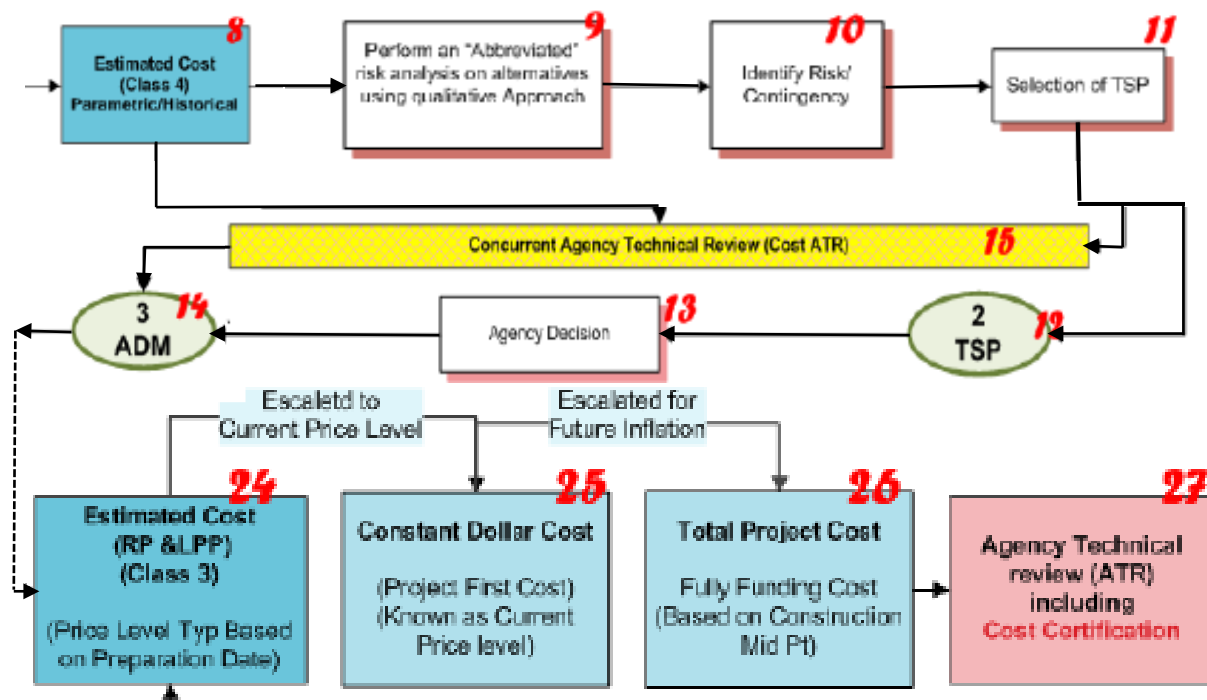 8
Estimated Cost
(Class 4)
Parametric/Historical
9
Perform an "Abbreviated"
risk analysis on alternatives
using qualitative Approach
10
Identify Risk/
Contingency
11
Selection of TSP
Concurrent Agency Technical Review (Cost ATR)
15
3
ADM
14
Agency Decision
13
2
TSP
12
Escaletd to
Current Price Level
Escalated for
Future Inflation
24
Estimated Cost
(RP &LPP)
(Class 3)
(Price Level Typ Based
on Preparation Date)
25
Constant Dollar Cost
(Project First Cost)
(Known as Current
Price level)
26
Total Project Cost
Fully Funding Cost
(Based on Construction
Mid Pt)
27
Agency Technical
review (ATR)
including
Cost Certification